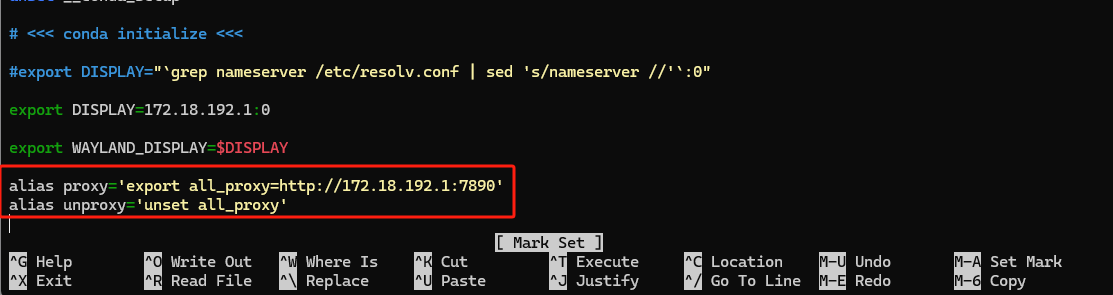 # <<< conda initialize <<<
#export DISPLAY="`grep nameserver /etc/resolv.conf | sed 's/nameserver //'`:0"
export DISPLAY=172.18.192.1:0
export WAYLAND_DISPLAY=$DISPLAY
alias proxy='export all_proxy=http://172.18.192.1:7890'
alias unproxy='unset all_proxy'
[ Mark Set ]
^G Help ^O Write Out ^W Where Is ^K Cut ^T Execute ^C Location M-U Undo M-A Set Mark
^X Exit ^R Read File ^\ Replace ^U Paste ^J Justify ^/ Go To Line M-E Redo M-6 Copy